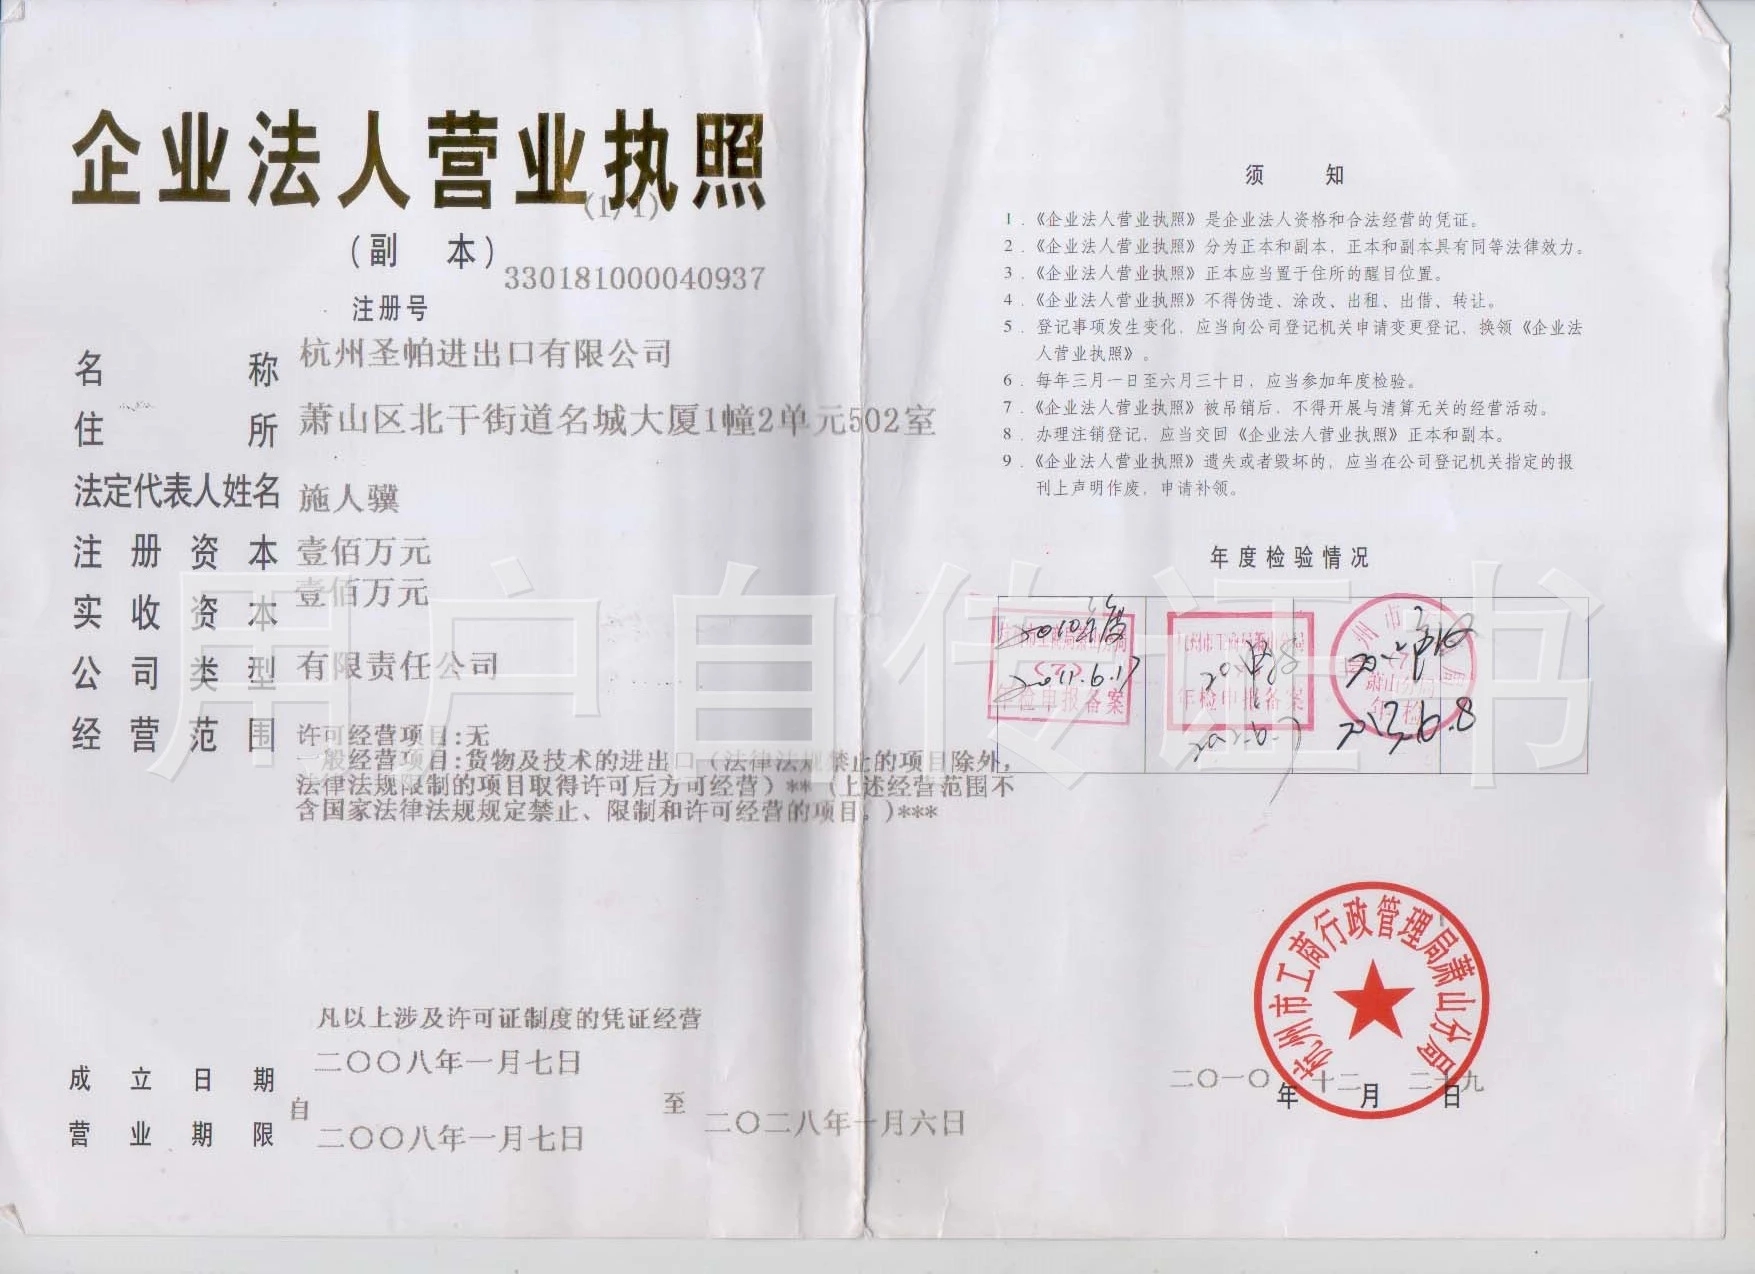 企业法人营业执照
(1/1)
(副 本)
330181000040937
注册号
名 称 杭州圣帕进出口有限公司
住 所 萧山区北干街道名城大厦1幢2单元502室
法定代表人姓名 施人骥
注册资本 壹佰万元
实收资本 壹佰万元
公司类型 有限责任公司
经营范围 许可经营项目:无
一般经营项目:货物及技术的进出口(法律法规禁止的项目除外,
法律法规限制的项目取得许可后方可经营)**(上述经营范围不
含国家法律法规规定禁止、限制和许可经营的项目。)***
凡以上涉及许可证制度的凭证经营
成立日期 二〇〇八年一月七日
营业期限 自 二〇〇八年一月七日 至 二〇二八年一月六日
须 知
1.《企业法人营业执照》是企业法人资格和合法经营的凭证。
2.《企业法人营业执照》分为正本和副本,正本和副本具有同等法律效力。
3.《企业法人营业执照》正本应当置于住所的醒目位置。
4.《企业法人营业执照》不得伪造、涂改、出租、出借、转让。
5.登记事项发生变化,应当向公司登记机关申请变更登记,换领《企业法
人营业执照》。
6.每年三月一日至六月三十日,应当参加年度检验。
7.《企业法人营业执照》被吊销后,不得开展与清算无关的经营活动。
8.办理注销登记,应当交回《企业法人营业执照》正本和副本。
9.《企业法人营业执照》遗失或者毁坏的,应当在公司登记机关指定的报
刊上声明作废,申请补领。
年度检验情况
2010年度
(7)
2011.6.17
年检申报备案
年检申报备案
萧山分局
年检
2013.6.8
杭州市工商行政管理局萧山分局
二〇一〇年十二月二十九日
用户自传证书